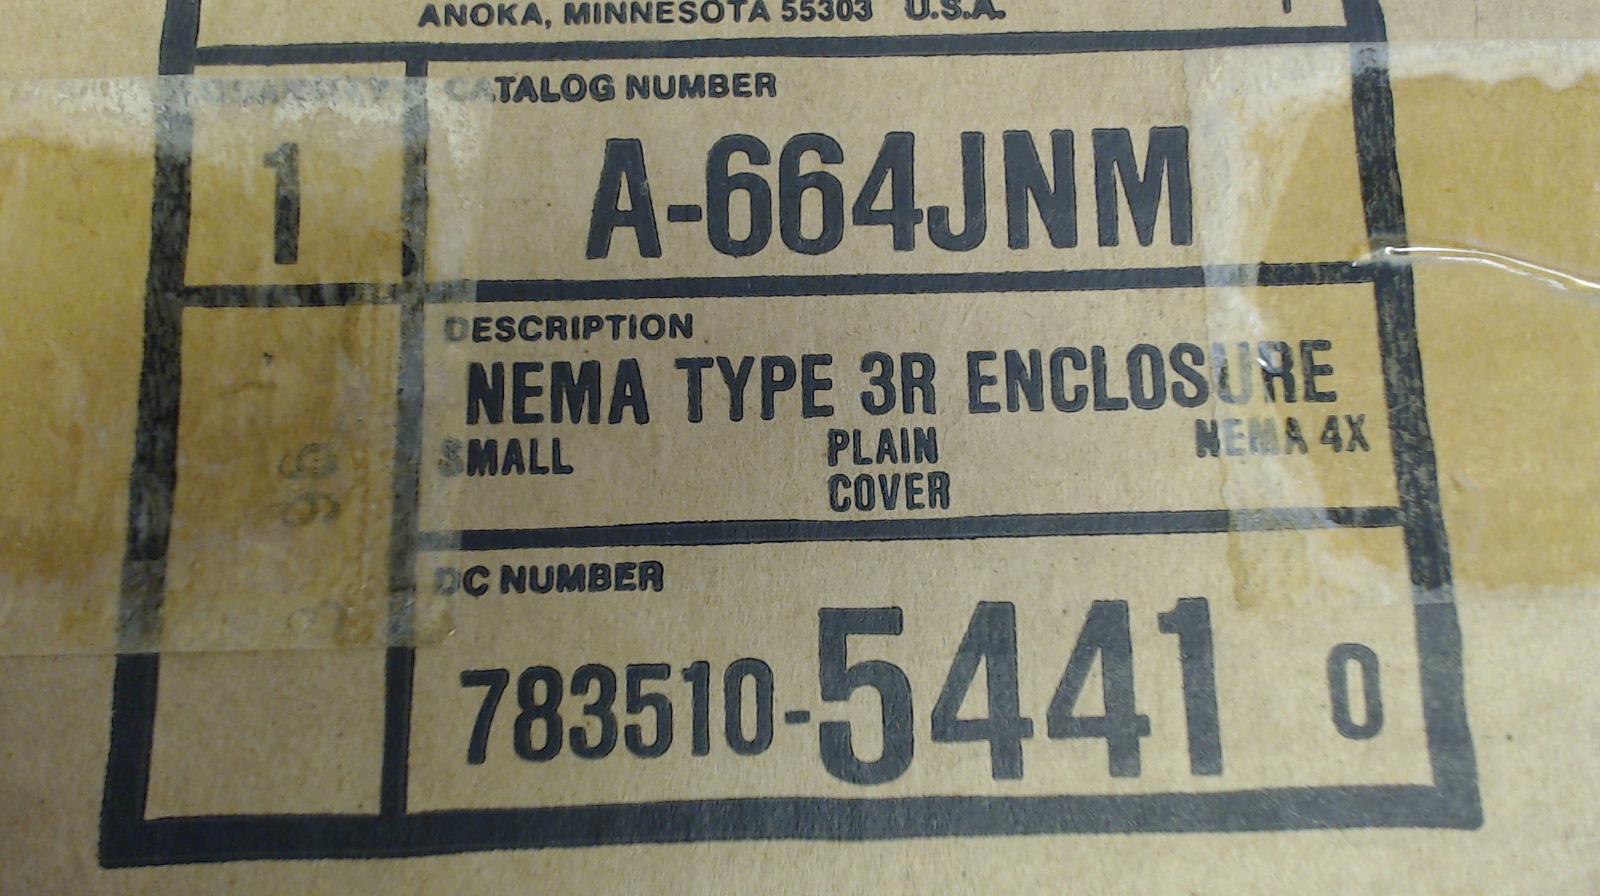 ANOKA, MINNESOTA 55303 U.S.A.
QUANTITY
1
CATALOG NUMBER
A-664JNM
DESCRIPTION
NEMA TYPE 3R ENCLOSURE
SMALL PLAIN COVER NEMA 4X
DC NUMBER
783510-5441 0